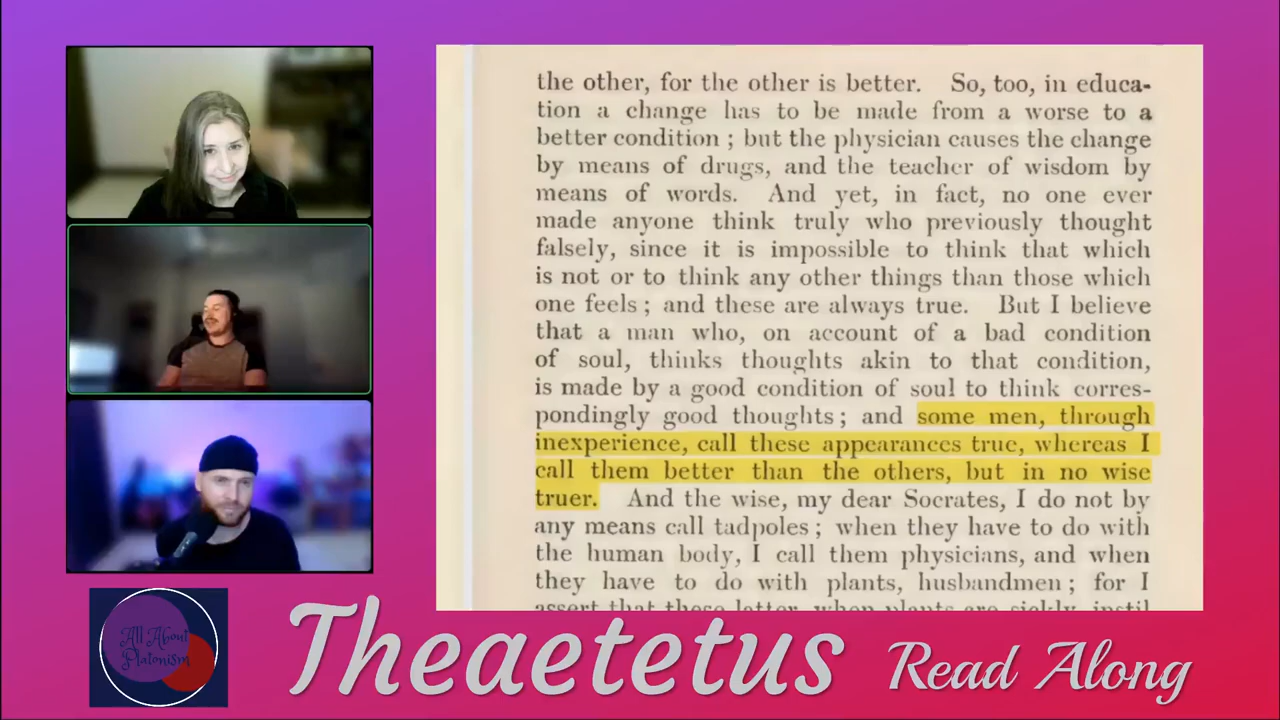 the other, for the other is better. So, too, in educa-
tion a change has to be made from a worse to a
better condition ; but the physician causes the change
by means of drugs, and the teacher of wisdom by
means of words. And yet, in fact, no one ever
made anyone think truly who previously thought
falsely, since it is impossible to think that which
is not or to think any other things than those which
one feels ; and these are always true. But I believe
that a man who, on account of a bad condition
of soul, thinks thoughts akin to that condition,
is made by a good condition of soul to think corres-
pondingly good thoughts ; and some men, through
inexperience, call these appearances true, whereas I
call them better than the others, but in no wise
truer. And the wise, my dear Socrates, I do not by
any means call tadpoles ; when they have to do with
the human body, I call them physicians, and when
they have to do with plants, husbandmen ; for I
assert that these latter, when plants are sickly, instil
All About
Platonism
Theaetetus Read Along